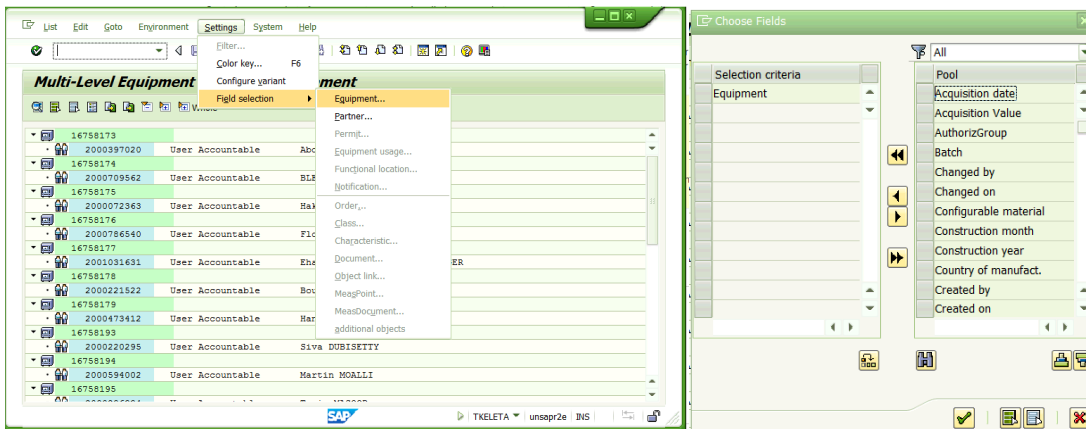 List Edit Goto Environment Settings System Help
Filter...
Color key... F6
Configure variant
Field selection
Multi-Level Equipment
Equipment...
Partner...
Permit...
Equipment usage...
Functional location...
Notification...
Order...
Class...
Characteristic...
Document...
Object link...
MeasPoint...
MeasDocument...
additional objects
16758173
2000397020 User Accountable
16758174
2000709562 User Accountable
16758175
2000072363 User Accountable
16758176
2000786540 User Accountable
16758177
2001031631 User Accountable
16758178
2000221522 User Accountable
16758179
2000473412 User Accountable
16758193
2000220295 User Accountable Siva DUBISETTY
16758194
2000594002 User Accountable Martin MOALLI
16758195
SAP TKELETA unsapr2e INS
Choose Fields
All
Selection criteria
Equipment
Pool
Acquisition date
Acquisition Value
AuthorizGroup
Batch
Changed by
Changed on
Configurable material
Construction month
Construction year
Country of manufact.
Created by
Created on